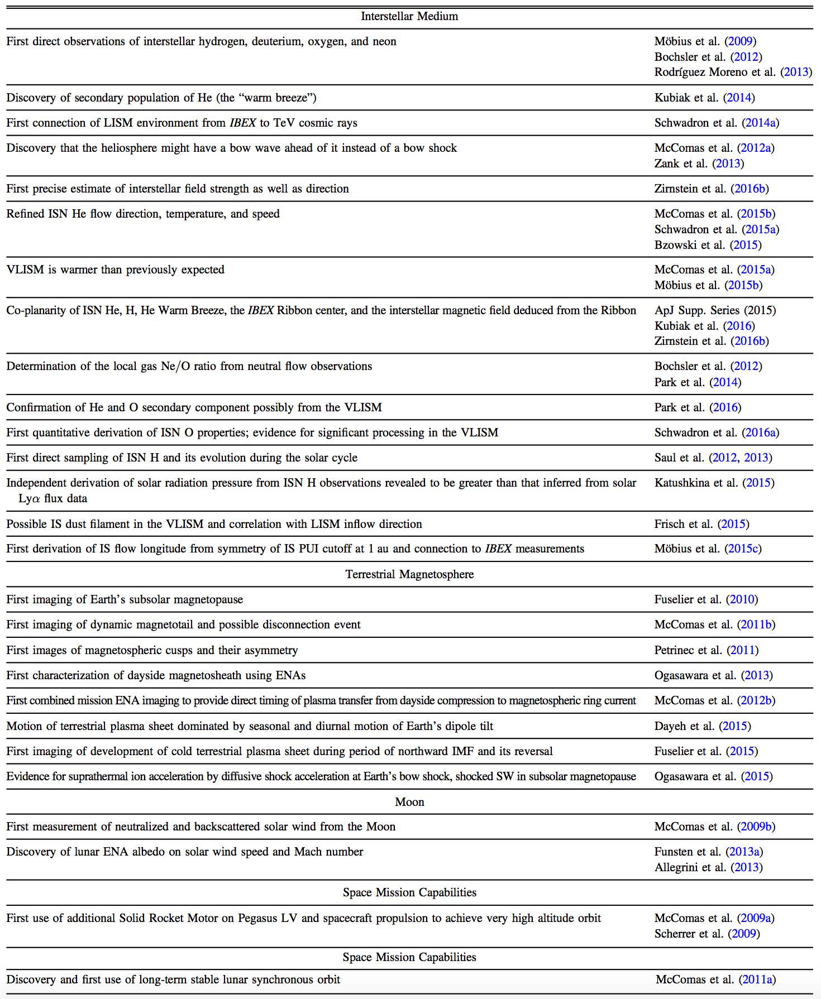 Interstellar Medium
First direct observations of interstellar hydrogen, deuterium, oxygen, and neon Möbius et al. (2009)
Bochsler et al. (2012)
Rodríguez Moreno et al. (2013)
Discovery of secondary population of He (the “warm breeze”) Kubiak et al. (2014)
First connection of LISM environment from IBEX to TeV cosmic rays Schwadron et al. (2014a)
Discovery that the heliosphere might have a bow wave ahead of it instead of a bow shock McComas et al. (2012a)
Zank et al. (2013)
First precise estimate of interstellar field strength as well as direction Zirnstein et al. (2016b)
Refined ISN He flow direction, temperature, and speed McComas et al. (2015b)
Schwadron et al. (2015a)
Bzowski et al. (2015)
VLISM is warmer than previously expected McComas et al. (2015a)
Möbius et al. (2015b)
Co-planarity of ISN He, H, He Warm Breeze, the IBEX Ribbon center, and the interstellar magnetic field deduced from the Ribbon ApJ Supp. Series (2015)
Kubiak et al. (2016)
Zirnstein et al. (2016b)
Determination of the local gas Ne/O ratio from neutral flow observations Bochsler et al. (2012)
Park et al. (2014)
Confirmation of He and O secondary component possibly from the VLISM Park et al. (2016)
First quantitative derivation of ISN O properties; evidence for significant processing in the VLISM Schwadron et al. (2016a)
First direct sampling of ISN H and its evolution during the solar cycle Saul et al. (2012, 2013)
Independent derivation of solar radiation pressure from ISN H observations revealed to be greater than that inferred from solar Katushkina et al. (2015)
Lyα flux data
Possible IS dust filament in the VLISM and correlation with LISM inflow direction Frisch et al. (2015)
First derivation of IS flow longitude from symmetry of IS PUI cutoff at 1 au and connection to IBEX measurements Möbius et al. (2015c)
Terrestrial Magnetosphere
First imaging of Earth’s subsolar magnetopause Fuselier et al. (2010)
First imaging of dynamic magnetotail and possible disconnection event McComas et al. (2011b)
First images of magnetospheric cusps and their asymmetry Petrinec et al. (2011)
First characterization of dayside magnetosheath using ENAs Ogasawara et al. (2013)
First combined mission ENA imaging to provide direct timing of plasma transfer from dayside compression to magnetospheric ring current McComas et al. (2012b)
Motion of terrestrial plasma sheet dominated by seasonal and diurnal motion of Earth’s dipole tilt Dayeh et al. (2015)
First imaging of development of cold terrestrial plasma sheet during period of northward IMF and its reversal Fuselier et al. (2015)
Evidence for suprathermal ion acceleration by diffusive shock acceleration at Earth’s bow shock, shocked SW in subsolar magnetopause Ogasawara et al. (2015)
Moon
First measurement of neutralized and backscattered solar wind from the Moon McComas et al. (2009b)
Discovery of lunar ENA albedo on solar wind speed and Mach number Funsten et al. (2013a)
Allegrini et al. (2013)
Space Mission Capabilities
First use of additional Solid Rocket Motor on Pegasus LV and spacecraft propulsion to achieve very high altitude orbit McComas et al. (2009a)
Scherrer et al. (2009)
Space Mission Capabilities
Discovery and first use of long-term stable lunar synchronous orbit McComas et al. (2011a)